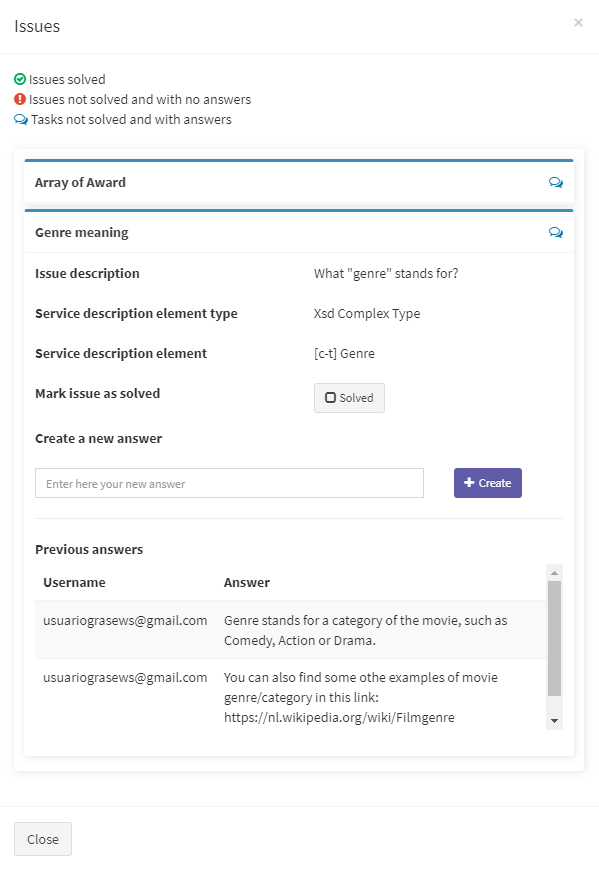 Issues
×
Issues solved
Issues not solved and with no answers
Tasks not solved and with answers
Array of Award
Genre meaning
Issue description What "genre" stands for?
Service description element type Xsd Complex Type
Service description element [c-t] Genre
Mark issue as solved Solved
Create a new answer
Enter here your new answer Create
Previous answers
Username Answer
usuariograsews@gmail.com Genre stands for a category of the movie, such as
Comedy, Action or Drama.
usuariograsews@gmail.com You can also find some othe examples of movie
genre/category in this link:
https://nl.wikipedia.org/wiki/Filmgenre
Close